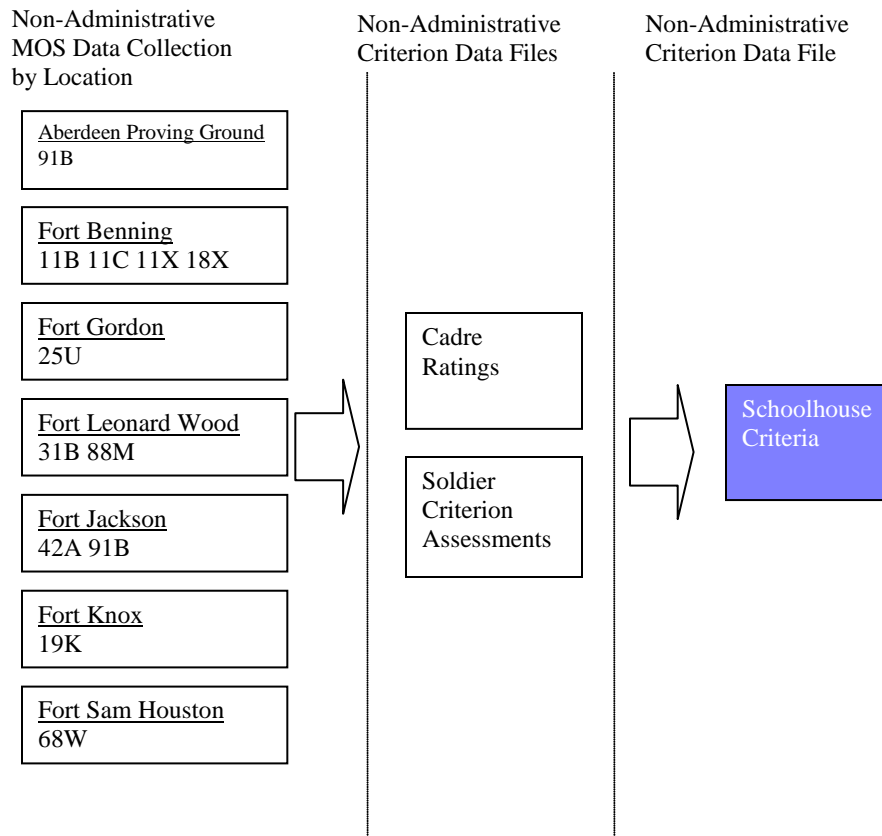 Non-Administrative
MOS Data Collection
by Location
Aberdeen Proving Ground
91B
Fort Benning
11B 11C 11X 18X
Fort Gordon
25U
Fort Leonard Wood
31B 88M
Fort Jackson
42A 91B
Fort Knox
19K
Fort Sam Houston
68W
Non-Administrative
Criterion Data Files
Cadre
Ratings
Soldier
Criterion
Assessments
Non-Administrative
Criterion Data File
Schoolhouse
Criteria